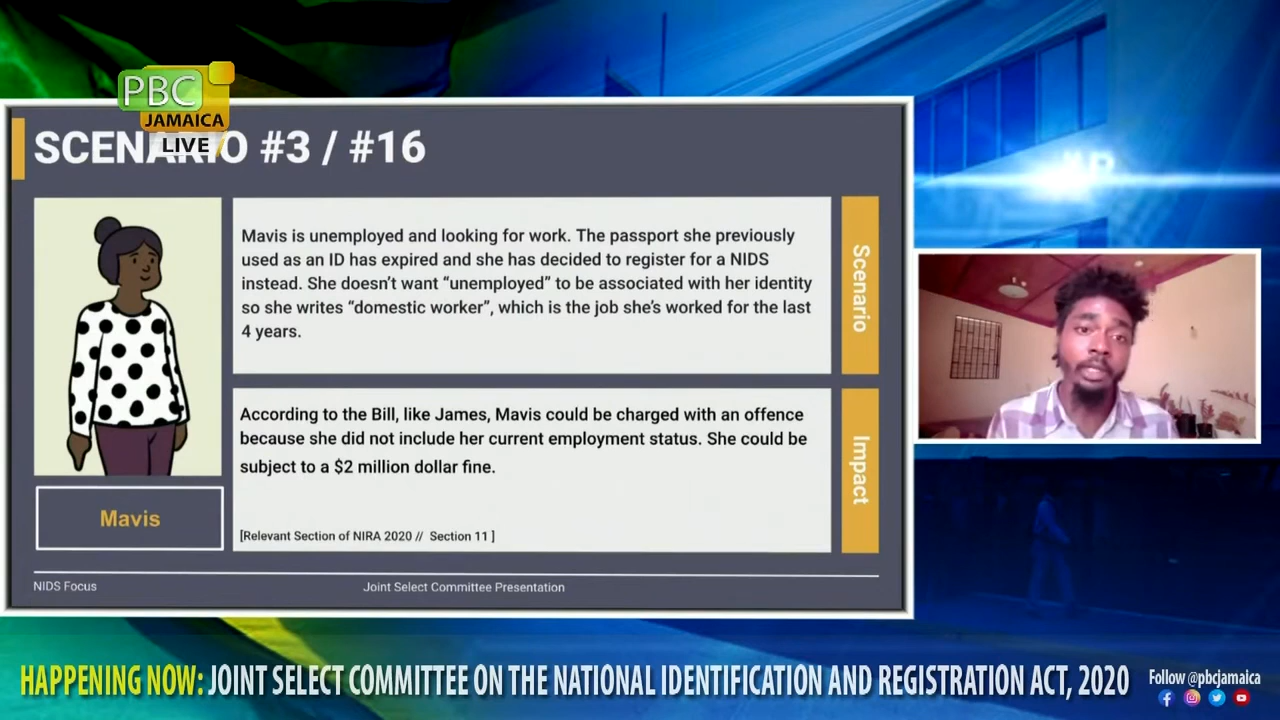 PBC
JAMAICA
LIVE
SCENARIO #3 / #16
Mavis is unemployed and looking for work. The passport she previously
used as an ID has expired and she has decided to register for a NIDS
instead. She doesn’t want “unemployed” to be associated with her identity
so she writes “domestic worker”, which is the job she’s worked for the last
4 years.
Scenario
According to the Bill, like James, Mavis could be charged with an offence
because she did not include her current employment status. She could be
subject to a $2 million dollar fine.
[Relevant Section of NIRA 2020 // Section 11 ]
Impact
Mavis
NIDS Focus
Joint Select Committee Presentation
HAPPENING NOW: JOINT SELECT COMMITTEE ON THE NATIONAL IDENTIFICATION AND REGISTRATION ACT, 2020
Follow @pbcjamaica